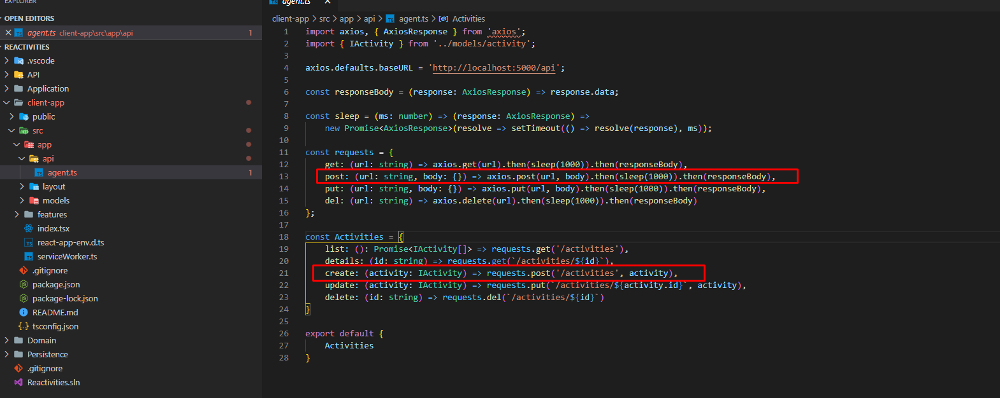 EXPLORER
OPEN EDITORS
agent.ts client-app\src\app\api 1
REACTIVITIES
.vscode
API
Application
client-app
public
src
app
api
agent.ts 1
layout
models
features
index.tsx
react-app-env.d.ts
serviceWorker.ts
.gitignore
package.json
package-lock.json
README.md
tsconfig.json
Domain
Persistence
.gitignore
Reactivities.sln
TS agent.ts ×
client-app > src > app > api > TS agent.ts > Activities
1 import axios, { AxiosResponse } from 'axios';
2 import { IActivity } from '../models/activity';
3
4 axios.defaults.baseURL = 'http://localhost:5000/api';
5
6 const responseBody = (response: AxiosResponse) => response.data;
7
8 const sleep = (ms: number) => (response: AxiosResponse) =>
9 new Promise<AxiosResponse>(resolve => setTimeout(() => resolve(response), ms));
10
11 const requests = {
12 get: (url: string) => axios.get(url).then(sleep(1000)).then(responseBody),
13 post: (url: string, body: {}) => axios.post(url, body).then(sleep(1000)).then(responseBody),
14 put: (url: string, body: {}) => axios.put(url, body).then(sleep(1000)).then(responseBody),
15 del: (url: string) => axios.delete(url).then(sleep(1000)).then(responseBody)
16 };
17
18 const Activities = {
19 list: (): Promise<IActivity[]> => requests.get('/activities'),
20 details: (id: string) => requests.get(`/activities/${id}`),
21 create: (activity: IActivity) => requests.post('/activities', activity),
22 update: (activity: IActivity) => requests.put(`/activities/${activity.id}`, activity),
23 delete: (id: string) => requests.del(`/activities/${id}`)
24 }
25
26 export default {
27 Activities
28 }